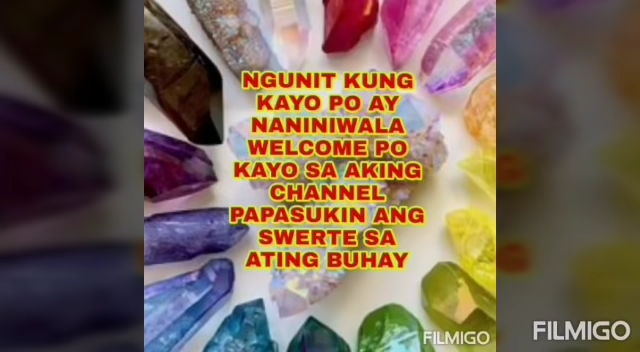 NGUNIT KUNG
KAYO PO AY
NANINIWALA
WELCOME PO
KAYO SA AKING
CHANNEL
PAPASUKIN ANG
SWERTE SA
ATING BUHAY
FILMIGO
FILMIGO